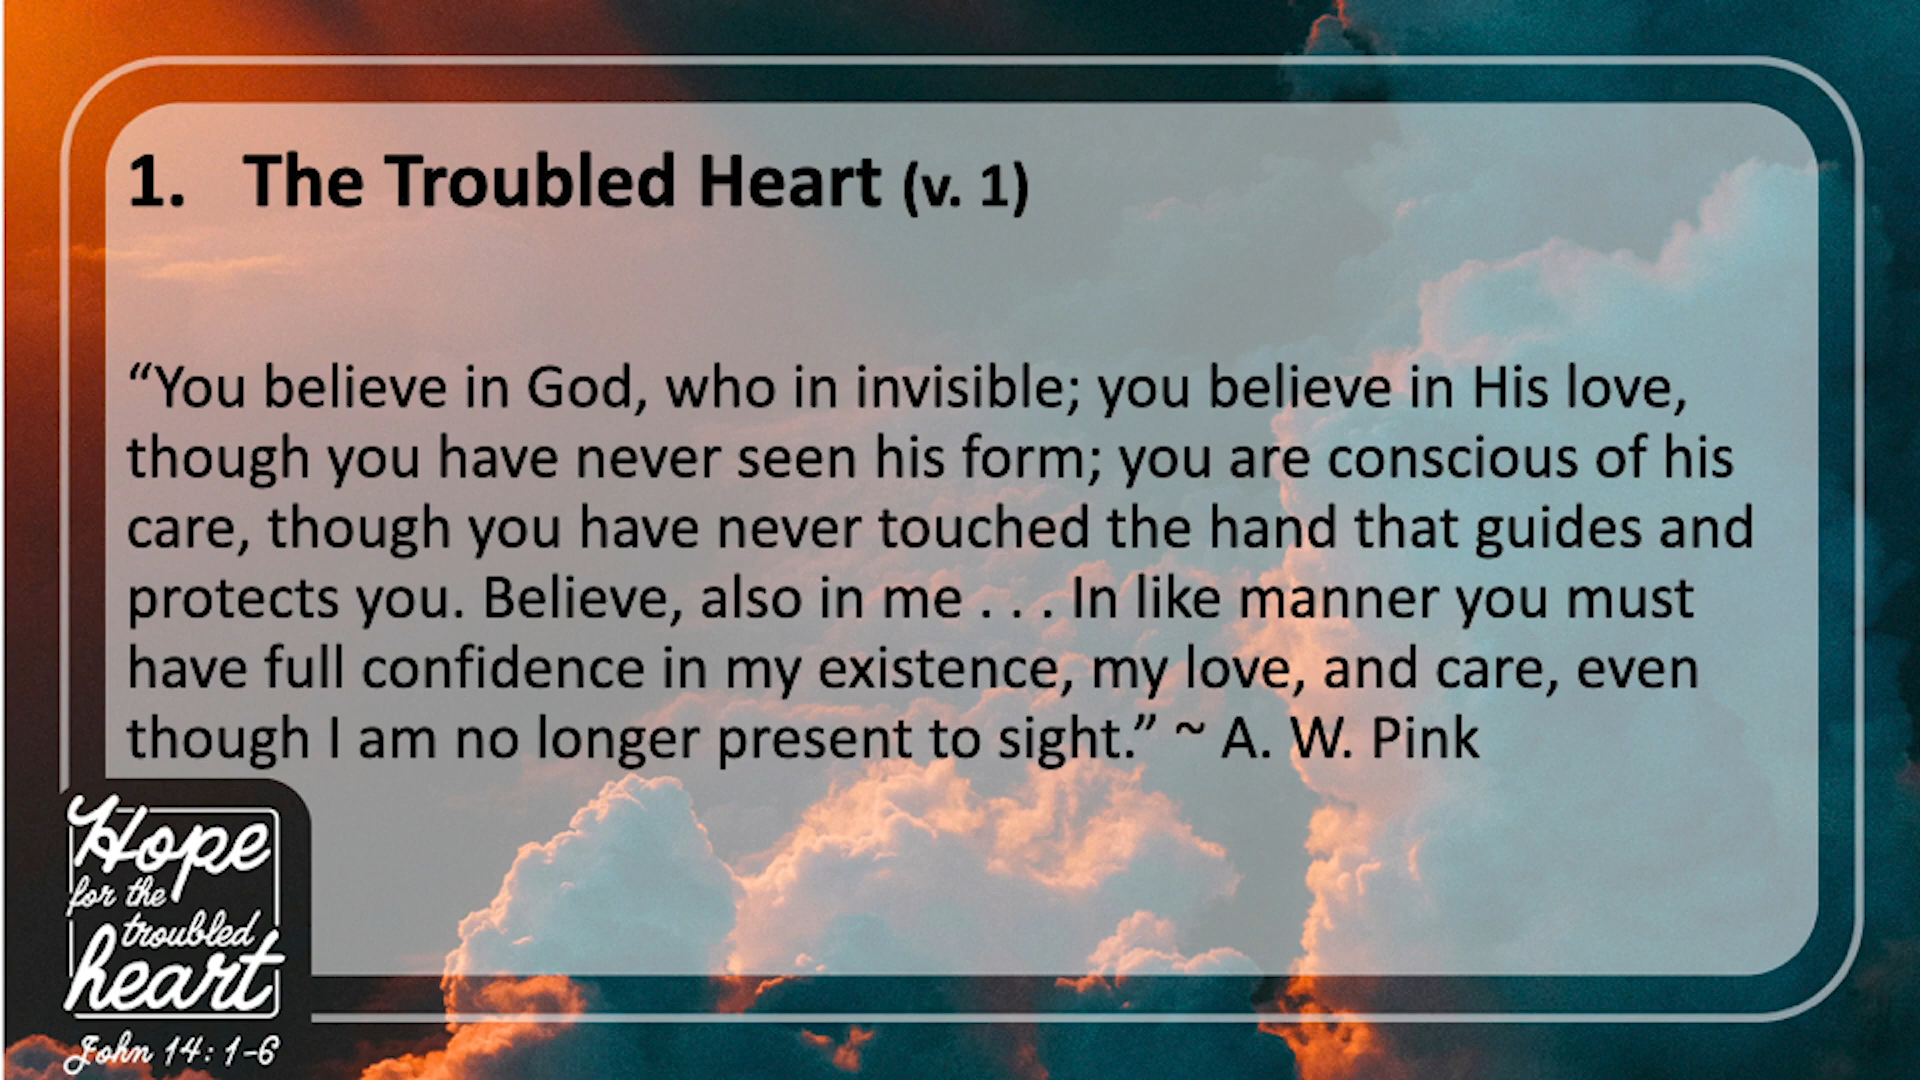 1. The Troubled Heart (v. 1)
“You believe in God, who in invisible; you believe in His love,
though you have never seen his form; you are conscious of his
care, though you have never touched the hand that guides and
protects you. Believe, also in me . . . In like manner you must
have full confidence in my existence, my love, and care, even
though I am no longer present to sight.” ~ A. W. Pink
Hope
for the
troubled
heart
John 14: 1-6